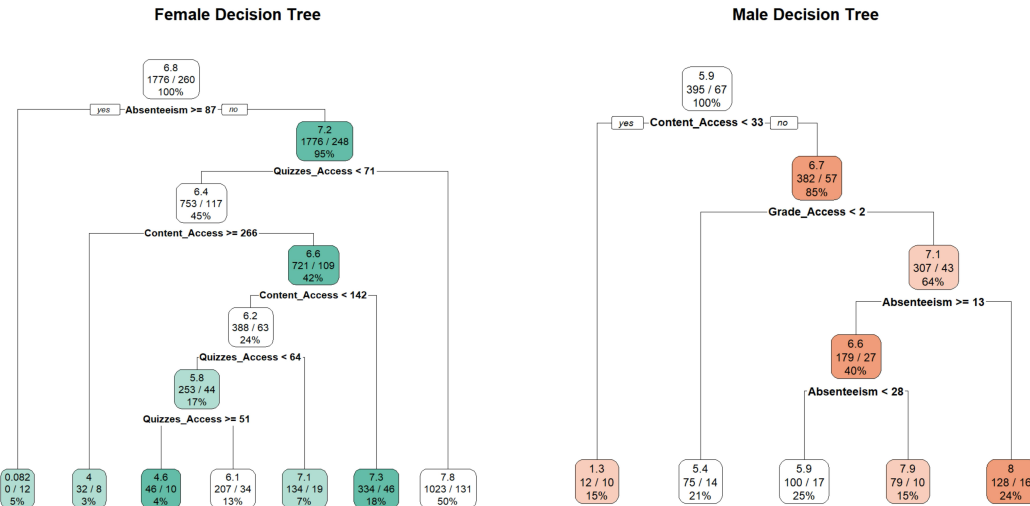 Female Decision Tree
6.8
1776 / 260
100%
yes Absenteeism >= 87 no
7.2
1776 / 248
95%
Quizzes_Access < 71
6.4
753 / 117
45%
Content_Access >= 266
6.6
721 / 109
42%
Content_Access < 142
6.2
388 / 63
24%
Quizzes_Access < 64
5.8
253 / 44
17%
Quizzes_Access >= 51
0.082
0 / 12
5%
4
32 / 8
3%
4.6
46 / 10
4%
6.1
207 / 34
13%
7.1
134 / 19
7%
7.3
334 / 46
18%
7.8
1023 / 131
50%
Male Decision Tree
5.9
395 / 67
100%
yes Content_Access < 33 no
6.7
382 / 57
85%
Grade_Access < 2
7.1
307 / 43
64%
Absenteeism >= 13
6.6
179 / 27
40%
Absenteeism < 28
1.3
12 / 10
15%
5.4
75 / 14
21%
5.9
100 / 17
25%
7.9
79 / 10
15%
8
128 / 16
24%